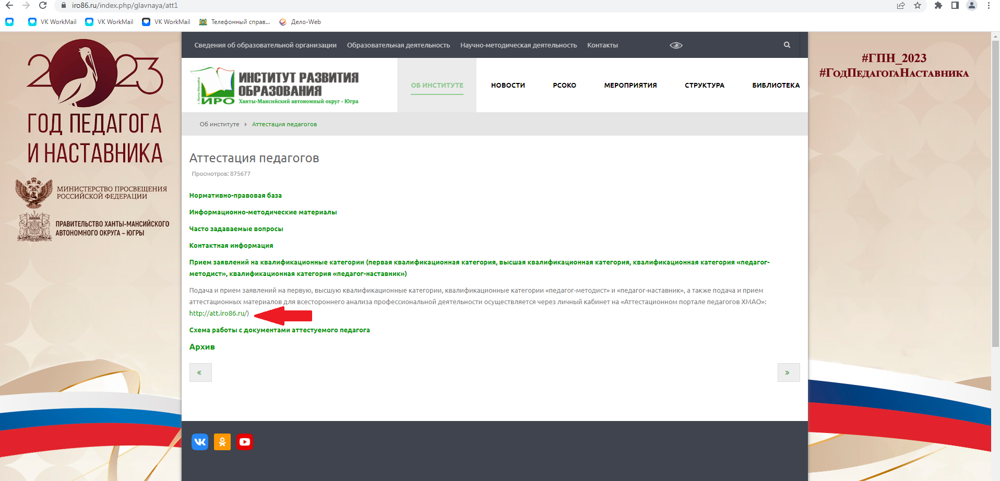 iro86.ru/index.php/glavnaya/att1
VK WorkMail
VK WorkMail
VK WorkMail
Телефонный справ...
Дело-Web
2023
ГОД ПЕДАГОГА
И НАСТАВНИКА
МИНИСТЕРСТВО ПРОСВЕЩЕНИЯ
РОССИЙСКОЙ ФЕДЕРАЦИИ
ПРАВИТЕЛЬСТВО ХАНТЫ-МАНСИЙСКОГО
АВТОНОМНОГО ОКРУГА – ЮГРЫ
Сведения об образовательной организации
Образовательная деятельность
Научно-методическая деятельность
Контакты
г. Ханты-Мансийск
ИРО
ИНСТИТУТ РАЗВИТИЯ
ОБРАЗОВАНИЯ
Ханты-Мансийский автономный округ - Югра
ОБ ИНСТИТУТЕ
НОВОСТИ
РСОКО
МЕРОПРИЯТИЯ
СТРУКТУРА
БИБЛИОТЕКА
#ГПН_2023
#ГодПедагогаНаставника
Об институте
Аттестация педагогов
Аттестация педагогов
Просмотров: 875677
Нормативно-правовая база
Информационно-методические материалы
Часто задаваемые вопросы
Контактная информация
Прием заявлений на квалификационные категории (первая квалификационная категория, высшая квалификационная категория, квалификационная категория «педагог-
методист», квалификационная категория «педагог-наставник»)
Подача и прием заявлений на первую, высшую квалификационные категории, квалификационные категории «педагог-методист» и «педагог-наставник», а также подача и прием
аттестационных материалов для всестороннего анализа профессиональной деятельности осуществляется через личный кабинет на «Аттестационном портале педагогов ХМАО»:
http://att.iro86.ru/)
Схема работы с документами аттестуемого педагога
Архив
«
»